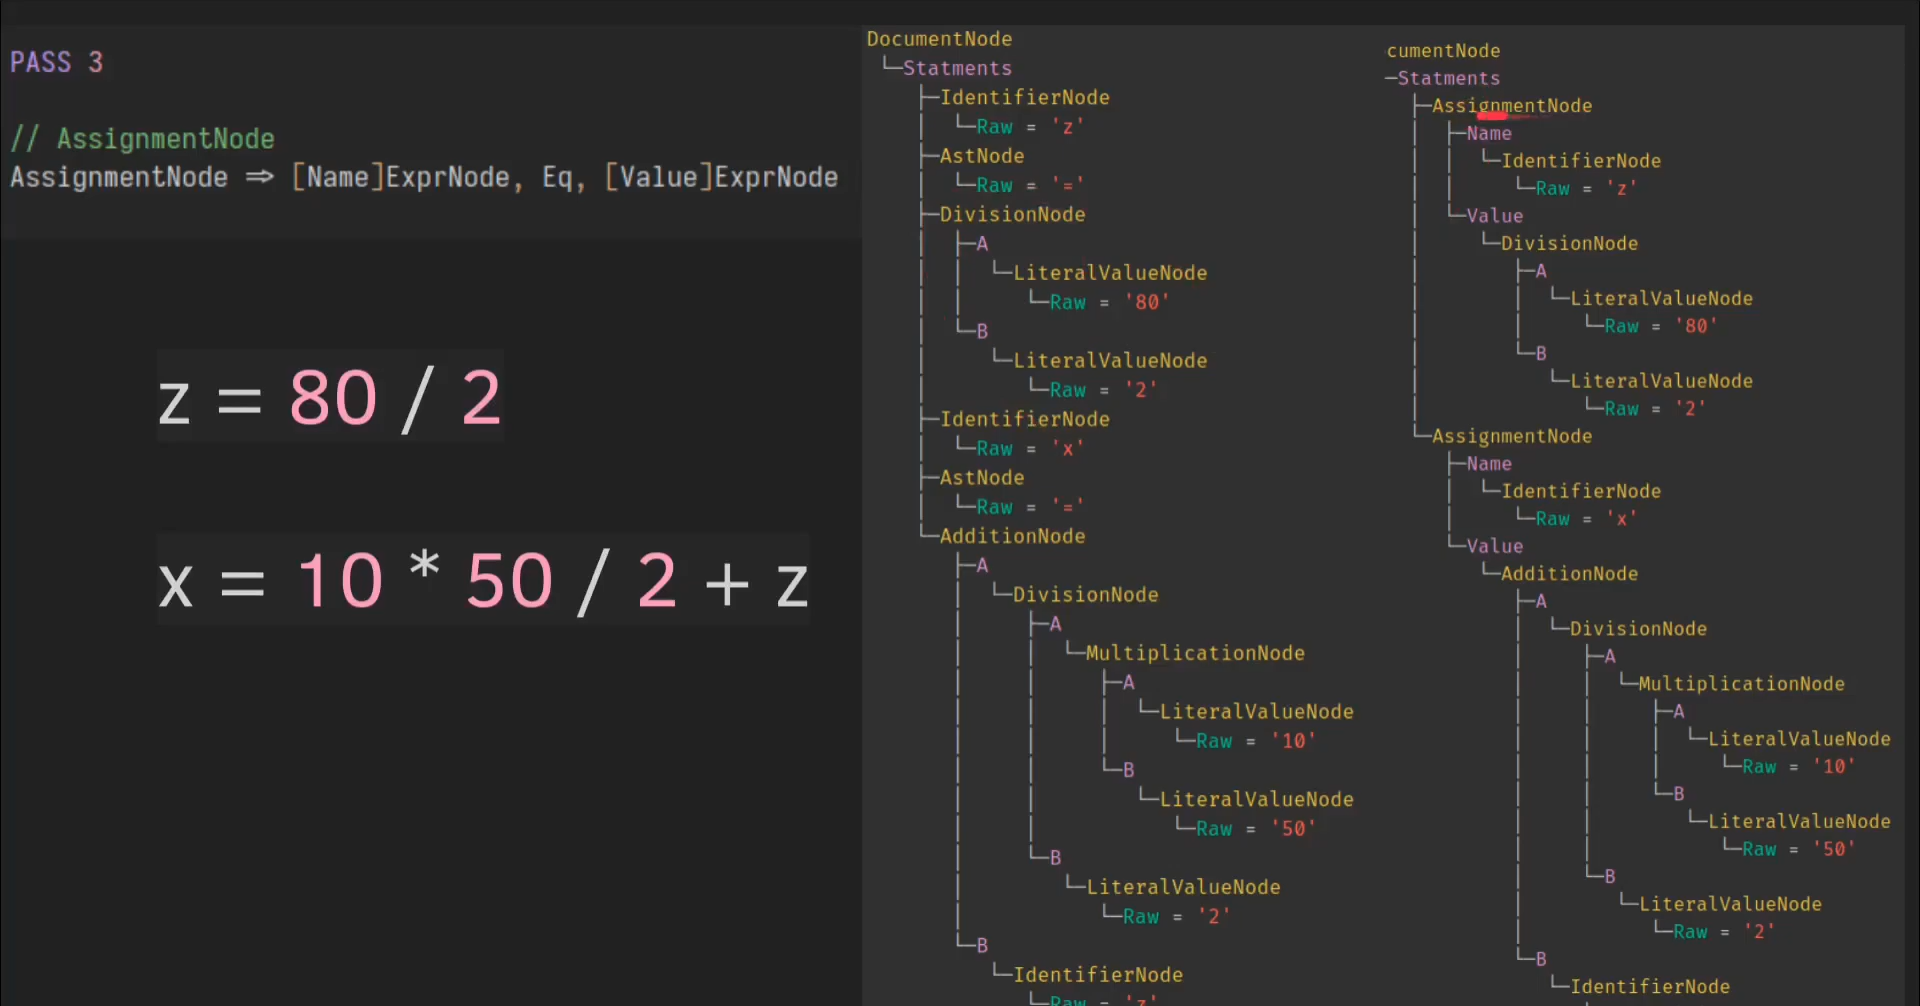 PASS 3
// AssignmentNode
AssignmentNode ⇒ [Name]ExprNode, Eq, [Value]ExprNode
z = 80 / 2
x = 10 * 50 / 2 + z
DocumentNode
└─Statments
├─IdentifierNode
│ └─Raw = 'z'
├─AstNode
│ └─Raw = '='
├─DivisionNode
│ ├─A
│ │ └─LiteralValueNode
│ │ └─Raw = '80'
│ └─B
│ └─LiteralValueNode
│ └─Raw = '2'
├─IdentifierNode
│ └─Raw = 'x'
├─AstNode
│ └─Raw = '='
└─AdditionNode
├─A
│ └─DivisionNode
│ ├─A
│ │ └─MultiplicationNode
│ │ ├─A
│ │ │ └─LiteralValueNode
│ │ │ └─Raw = '10'
│ │ └─B
│ │ └─LiteralValueNode
│ │ └─Raw = '50'
│ └─B
│ └─LiteralValueNode
│ └─Raw = '2'
└─B
└─IdentifierNode
└─Raw = 'z'
cumentNode
─Statments
├─AssignmentNode
│ ├─Name
│ │ └─IdentifierNode
│ │ └─Raw = 'z'
│ └─Value
│ └─DivisionNode
│ ├─A
│ │ └─LiteralValueNode
│ │ └─Raw = '80'
│ └─B
│ └─LiteralValueNode
│ └─Raw = '2'
└─AssignmentNode
├─Name
│ └─IdentifierNode
│ └─Raw = 'x'
└─Value
└─AdditionNode
├─A
│ └─DivisionNode
│ ├─A
│ │ └─MultiplicationNode
│ │ ├─A
│ │ │ └─LiteralValueNode
│ │ │ └─Raw = '10'
│ │ └─B
│ │ └─LiteralValueNode
│ │ └─Raw = '50'
│ └─B
│ └─LiteralValueNode
│ └─Raw = '2'
└─B
└─IdentifierNode